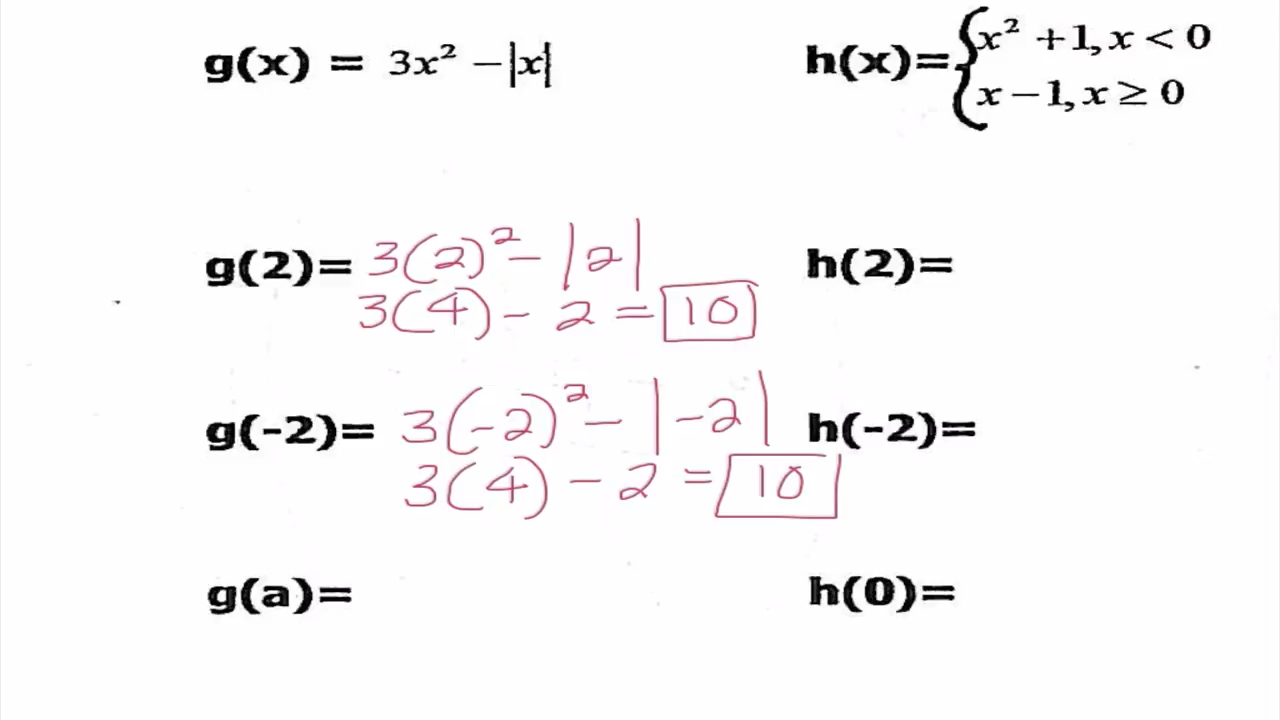 g(x) = 3x² − |x|
h(x)= { x² + 1, x < 0
x − 1, x ≥ 0
g(2)= 3(2)² − |2|
3(4) − 2 = 10
h(2)=
g(-2)= 3(-2)² − |-2|
3(4) − 2 = 10
h(-2)=
g(a)=
h(0)=